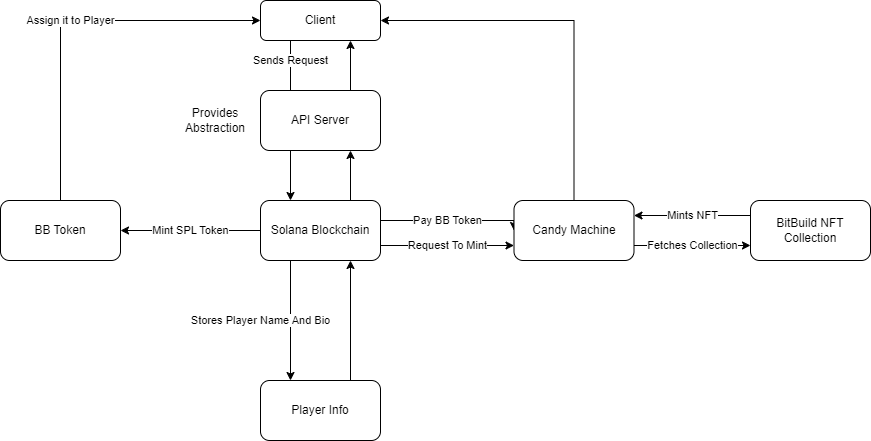 Assign it to Player
Client
Sends Request
Provides
Abstraction
API Server
BB Token
Mint SPL Token
Solana Blockchain
Pay BB Token
Request To Mint
Candy Machine
Mints NFT
Fetches Collection
BitBuild NFT
Collection
Stores Player Name And Bio
Player Info